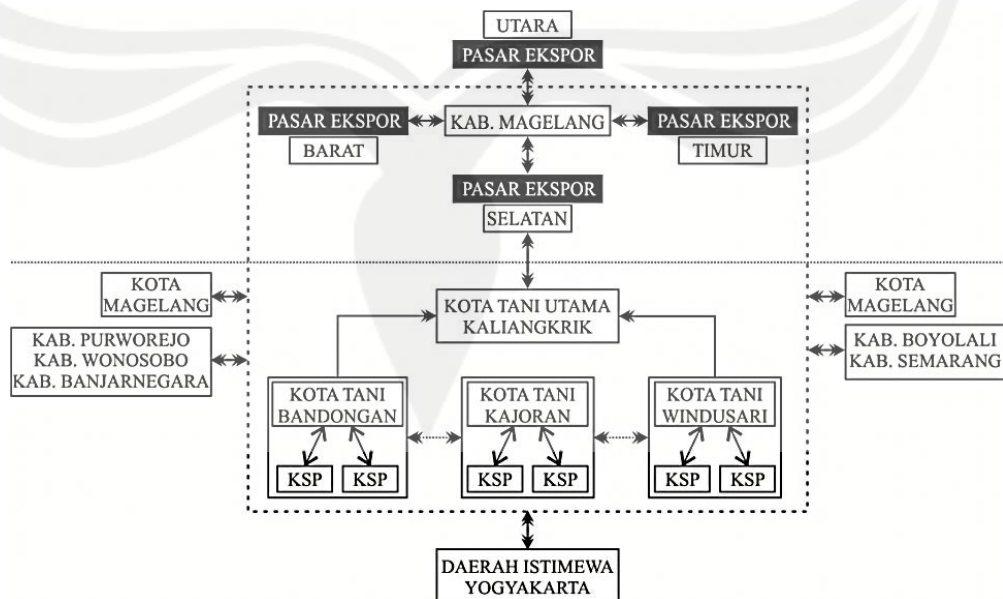 UTARA
PASAR EKSPOR
PASAR EKSPOR
KAB. MAGELANG
PASAR EKSPOR
BARAT
TIMUR
PASAR EKSPOR
SELATAN
KOTA
MAGELANG
KOTA TANI UTAMA
KALIANGKRIK
KOTA
MAGELANG
KAB. PURWOREJO
KAB. WONOSOBO
KAB. BANJARNEGARA
KAB. BOYOLALI
KAB. SEMARANG
KOTA TANI
BANDONGAN
KOTA TANI
KAJORAN
KOTA TANI
WINDUSARI
KSP
KSP
KSP
KSP
KSP
KSP
DAERAH ISTIMEWA
YOGYAKARTA